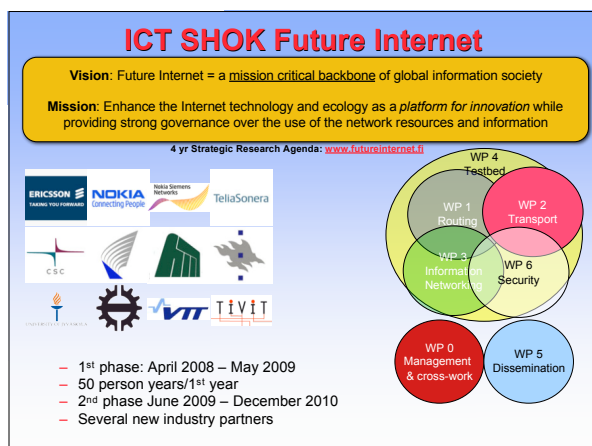 ICT SHOK Future Internet
Vision: Future Internet = a mission critical backbone of global information society
Mission: Enhance the Internet technology and ecology as a platform for innovation while
providing strong governance over the use of the network resources and information
4 yr Strategic Research Agenda: www.futureinternet.fi
ERICSSON
TAKING YOU FORWARD
NOKIA
Connecting People
Nokia Siemens
Networks
TeliaSonera
CSC
VTT
TIVIT
– 1st phase: April 2008 – May 2009
– 50 person years/1st year
– 2nd phase June 2009 – December 2010
– Several new industry partners
WP 4
Testbed
WP 1
Routing
WP 2
Transport
WP 3
Information
Networking
WP 6
Security
WP 0
Management
& cross-work
WP 5
Dissemination